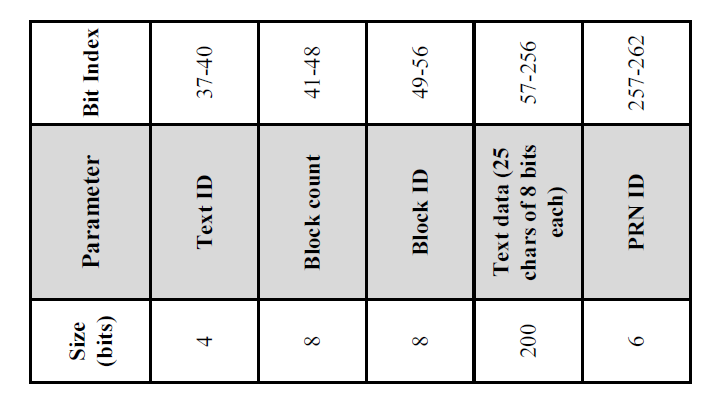 Size
(bits)
Parameter
Bit Index
4
Text ID
37-40
8
Block count
41-48
8
Block ID
49-56
200
Text data (25
chars of 8 bits
each)
57-256
6
PRN ID
257-262